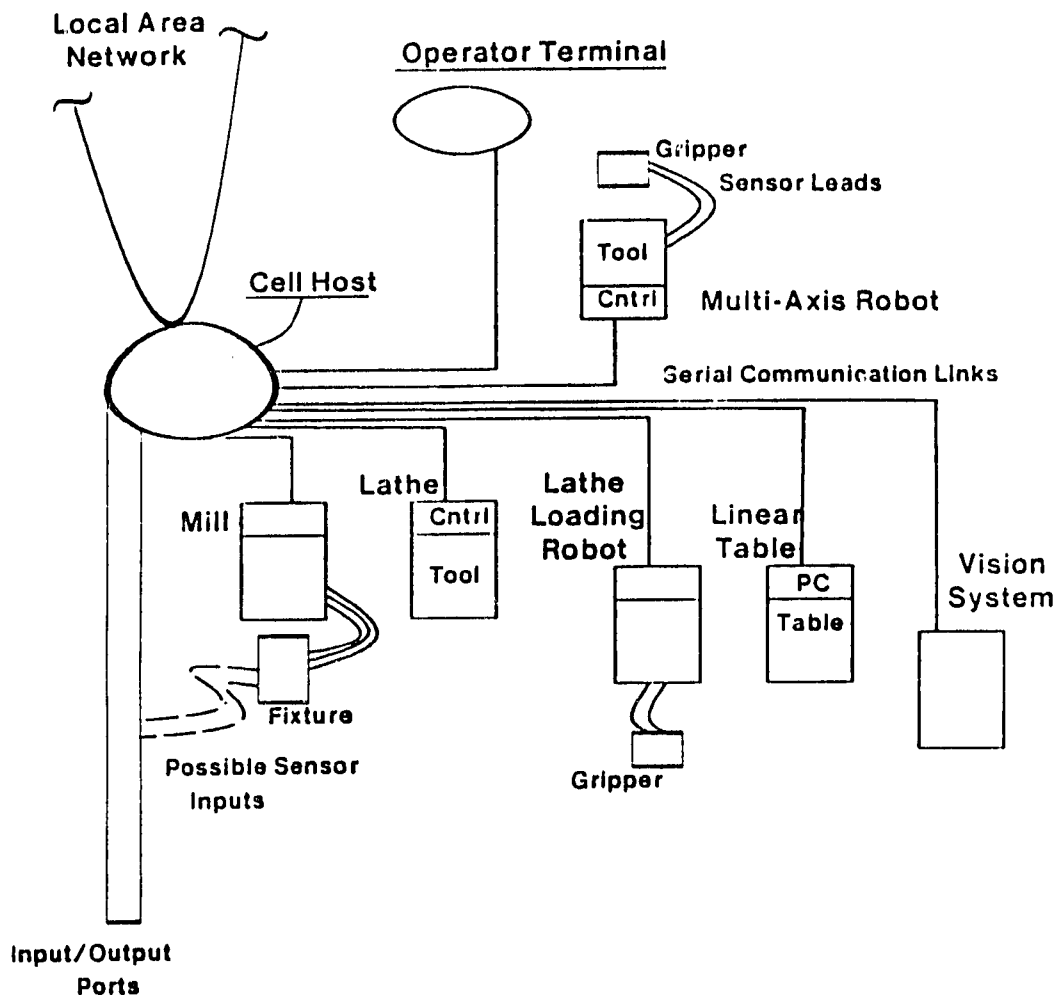 Local Area
Network
Operator Terminal
Gripper
Sensor Leads
Tool
Cntrl
Multi-Axis Robot
Cell Host
Serial Communication Links
Mill
Lathe
Cntrl
Tool
Lathe
Loading
Robot
Linear
Table
PC
Table
Vision
System
Fixture
Possible Sensor
Inputs
Gripper
Input/Output
Ports